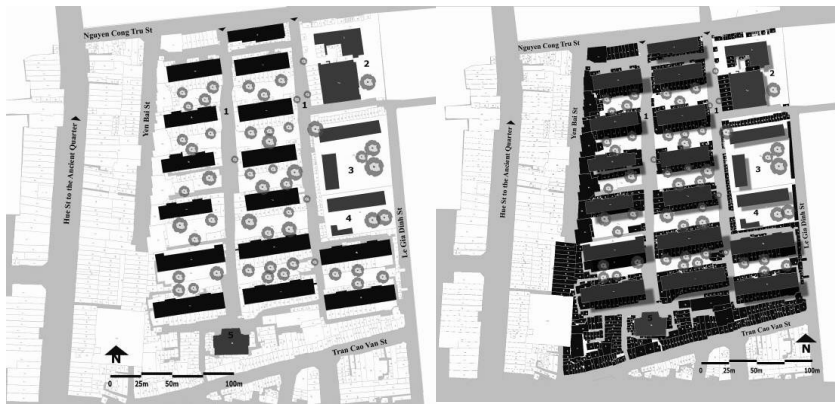 Nguyen Cong Tru St
Yen Bai St
Hue St to the Ancient Quarter
1
1
2
3
4
5
Le Gia Dinh St
Tran Cao Van St
N
0 25m 50m 100m
Nguyen Cong Tru St
Yen Bai St
Hue St to the Ancient Quarter
1
1
2
3
4
5
Le Gia Dinh St
Tran Cao Van St
N
0 25m 50m 100m